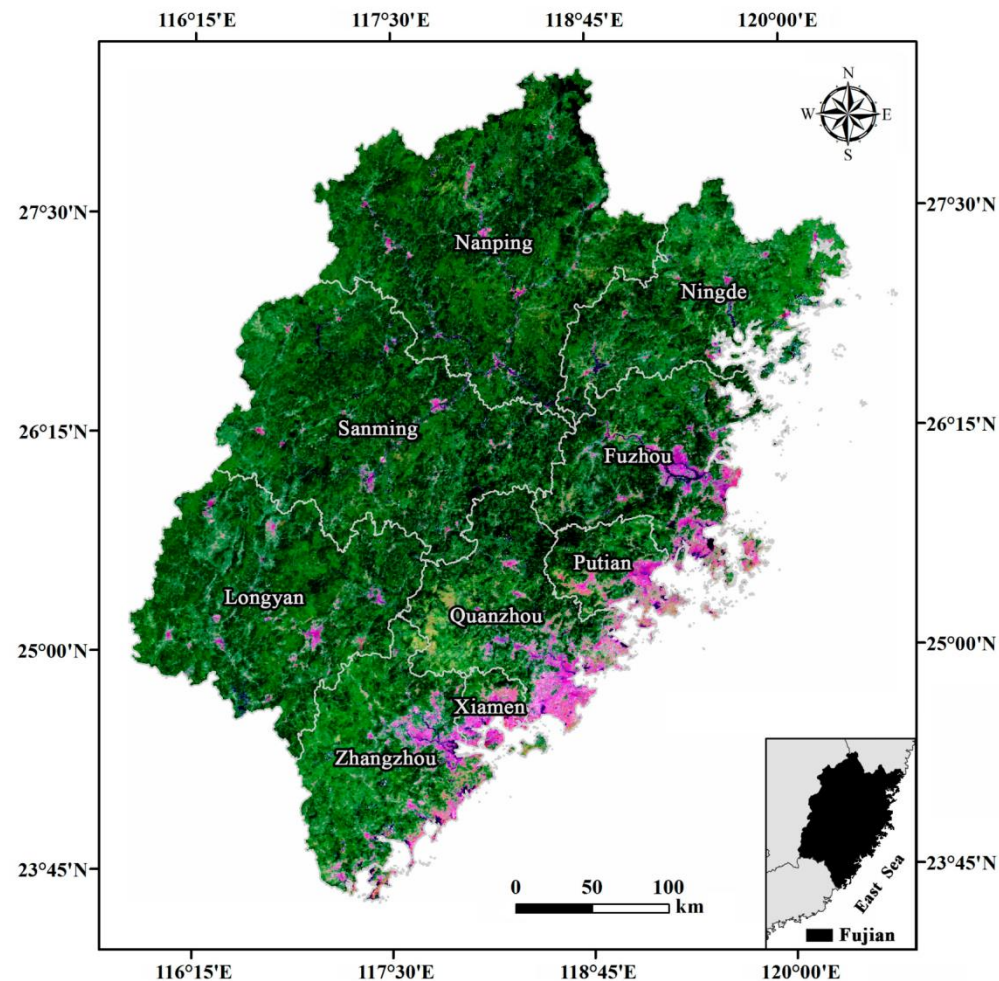 116°15'E 117°30'E 118°45'E 120°00'E
N
W E
S
27°30'N 27°30'N
Nanping
Ningde
26°15'N 26°15'N
Sanming
Fuzhou
Putian
Longyan
Quanzhou
25°00'N 25°00'N
Xiamen
Zhangzhou
23°45'N 23°45'N
0 50 100
km
East Sea
Fujian
116°15'E 117°30'E 118°45'E 120°00'E